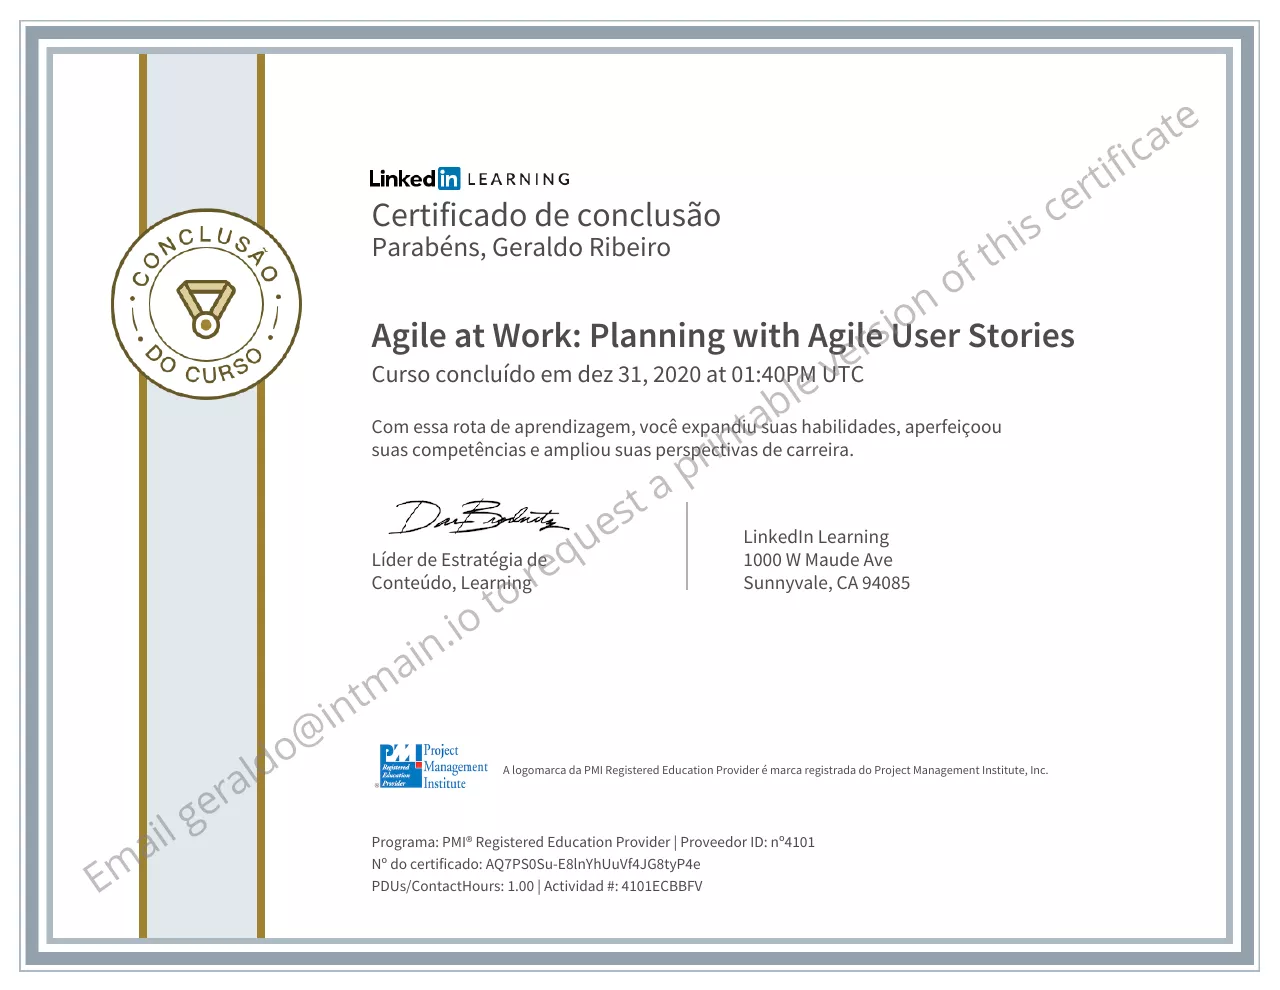 Linked in LEARNING
Certificado de conclusão
Parabéns, Geraldo Ribeiro
· CONCLUSÃO ·
· DO CURSO ·
Agile at Work: Planning with Agile User Stories
Curso concluído em dez 31, 2020 at 01:40PM UTC
Com essa rota de aprendizagem, você expandiu suas habilidades, aperfeiçoou
suas competências e ampliou suas perspectivas de carreira.
Líder de Estratégia de
Conteúdo, Learning
LinkedIn Learning
1000 W Maude Ave
Sunnyvale, CA 94085
Email geraldo@intmain.io to request a printable version of this certificate
PMI
Registered
Education
Provider
®
Project
Management
Institute
A logomarca da PMI Registered Education Provider é marca registrada do Project Management Institute, Inc.
Programa: PMI® Registered Education Provider | Proveedor ID: nº4101
Nº do certificado: AQ7PS0Su-E8lnYhUuVf4JG8tyP4e
PDUs/ContactHours: 1.00 | Actividad #: 4101ECBBFV